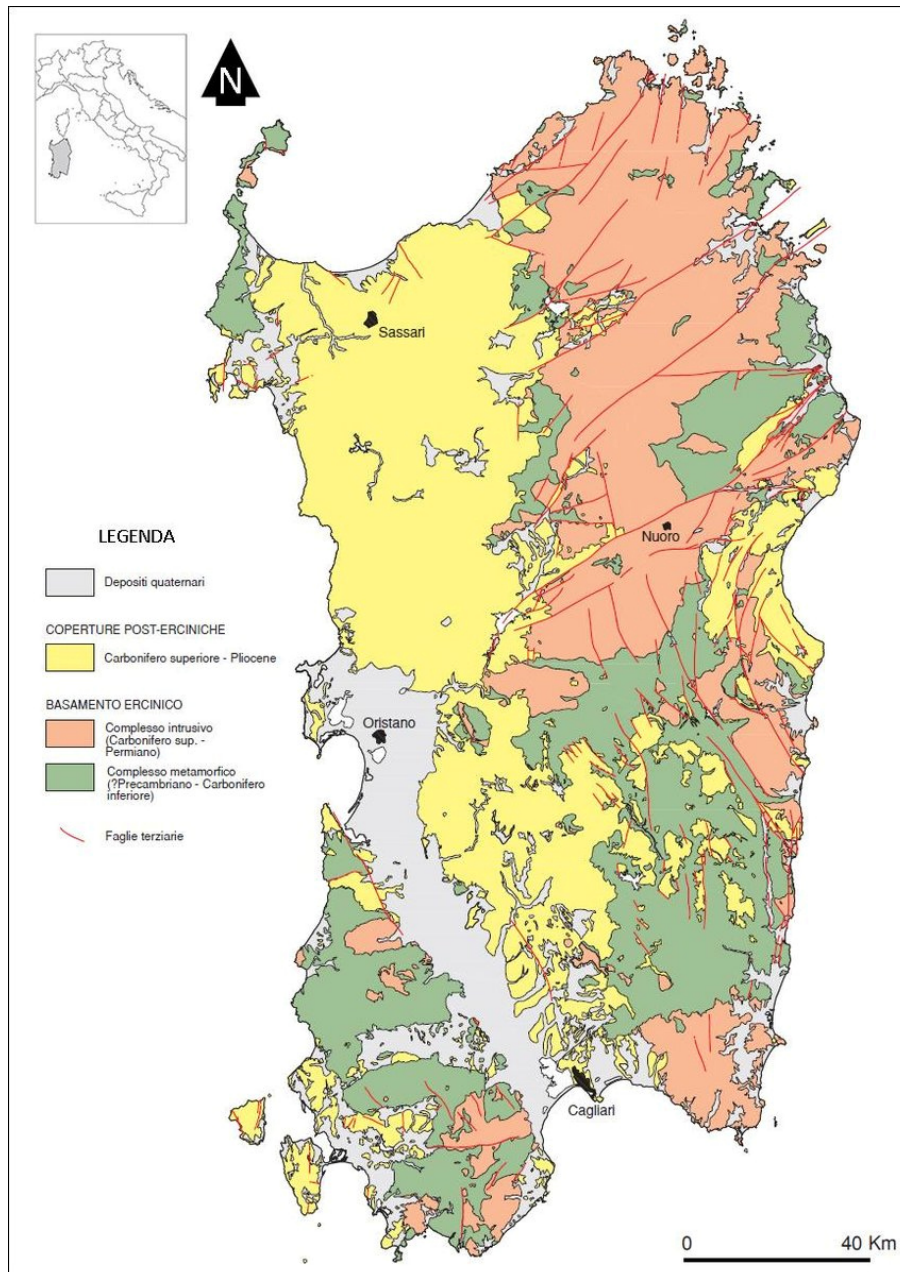 N
Sassari
Nuoro
LEGENDA
Depositi quaternari
COPERTURE POST-ERCINICHE
Carbonifero superiore - Pliocene
BASAMENTO ERCINICO
Complesso intrusivo
(Carbonifero sup. -
Permiano)
Complesso metamorfico
(?Precambriano - Carbonifero
inferiore)
Faglie terziarie
Oristano
Cagliari
0 40 Km